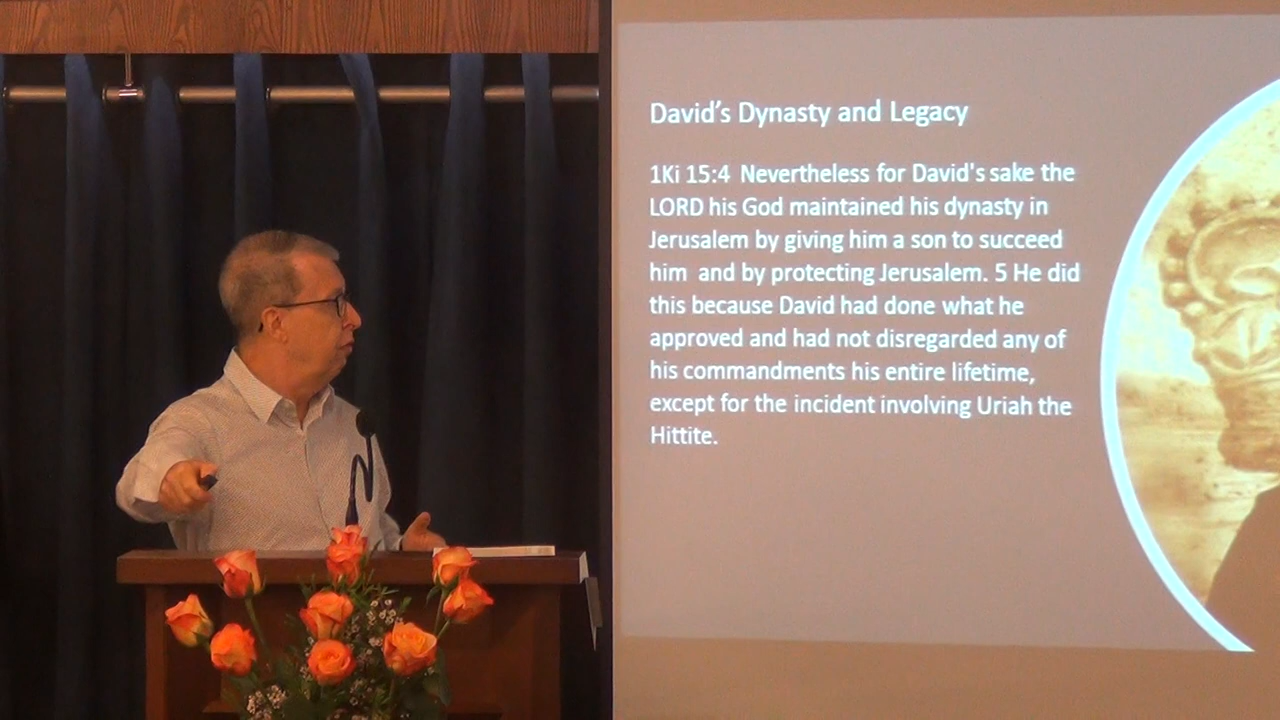 David's Dynasty and Legacy
1Ki 15:4  Nevertheless for David's sake the
LORD his God maintained his dynasty in
Jerusalem by giving him a son to succeed
him  and by protecting Jerusalem. 5 He did
this because David had done what he
approved and had not disregarded any of
his commandments his entire lifetime,
except for the incident involving Uriah the
Hittite.